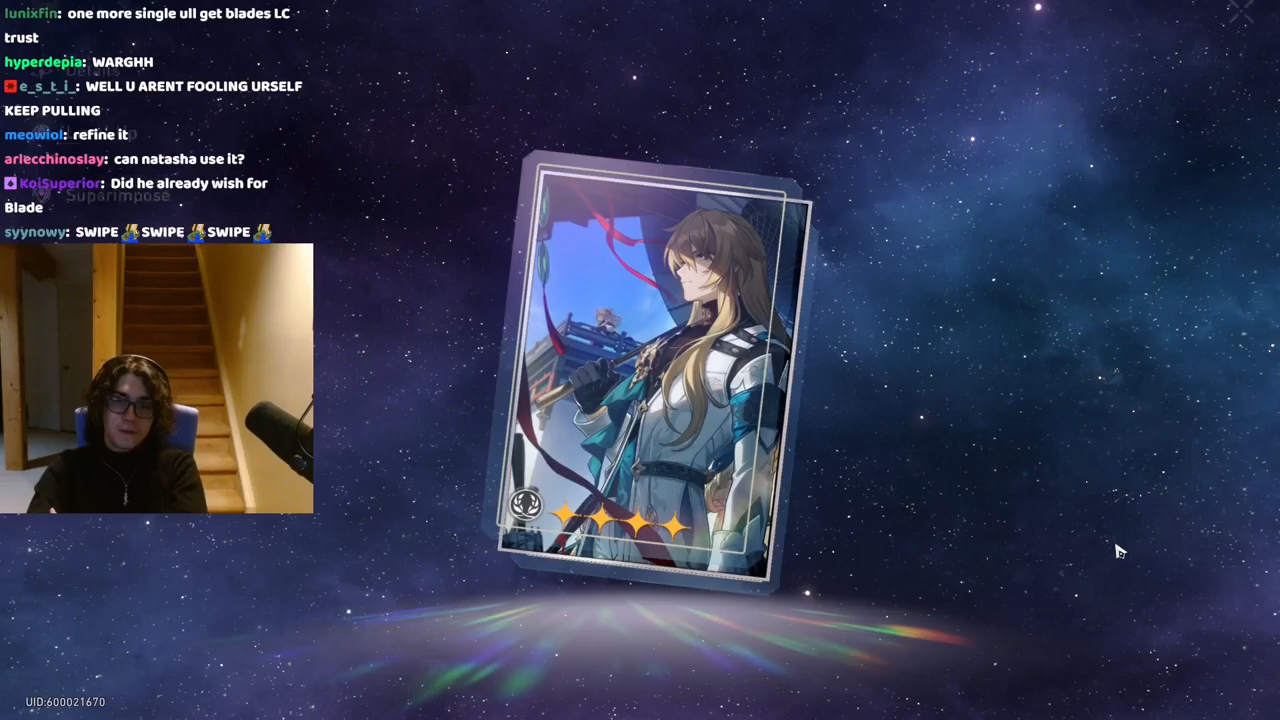 lunixfin: one more single ull get blades LC
trust
hyperdepia: WARGHH
Details
e_s_t_i_: WELL U ARENT FOOLING URSELF
KEEP PULLING
meowiol: refine it
arlecchinoslay: can natasha use it?
KoiSuperior: Did he already wish for
Superimpose
Blade
syynowy: SWIPE SWIPE SWIPE
UID:600021670